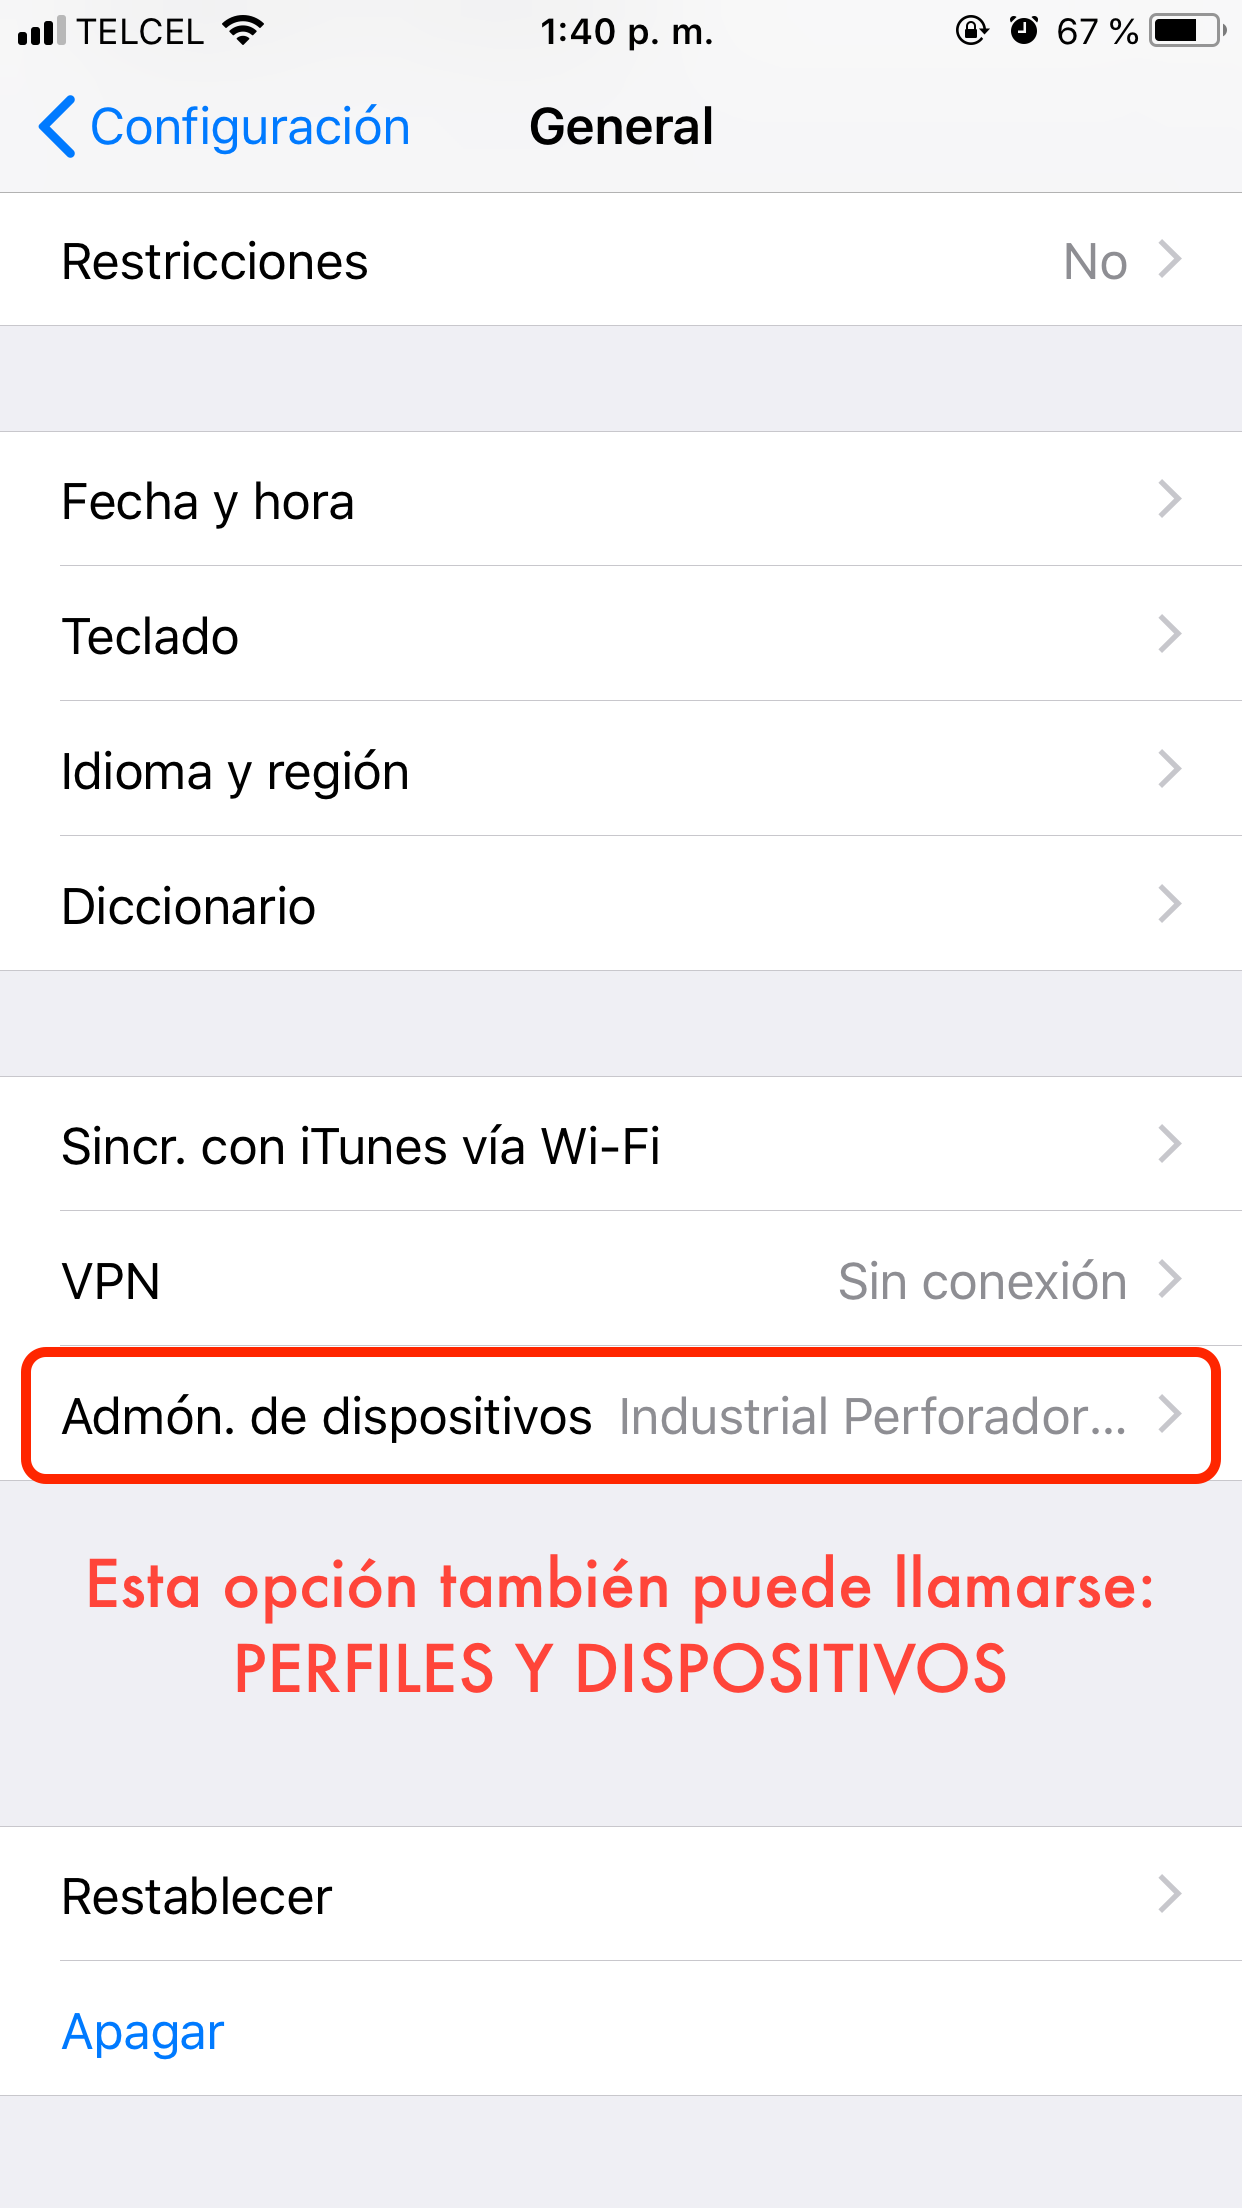 TELCEL 1:40 p. m. 67 %
Configuración General
Restricciones No
Fecha y hora
Teclado
Idioma y región
Diccionario
Sincr. con iTunes vía Wi-Fi
VPN Sin conexión
Admón. de dispositivos Industrial Perforador...
Esta opción también puede llamarse:
PERFILES Y DISPOSITIVOS
Restablecer
Apagar